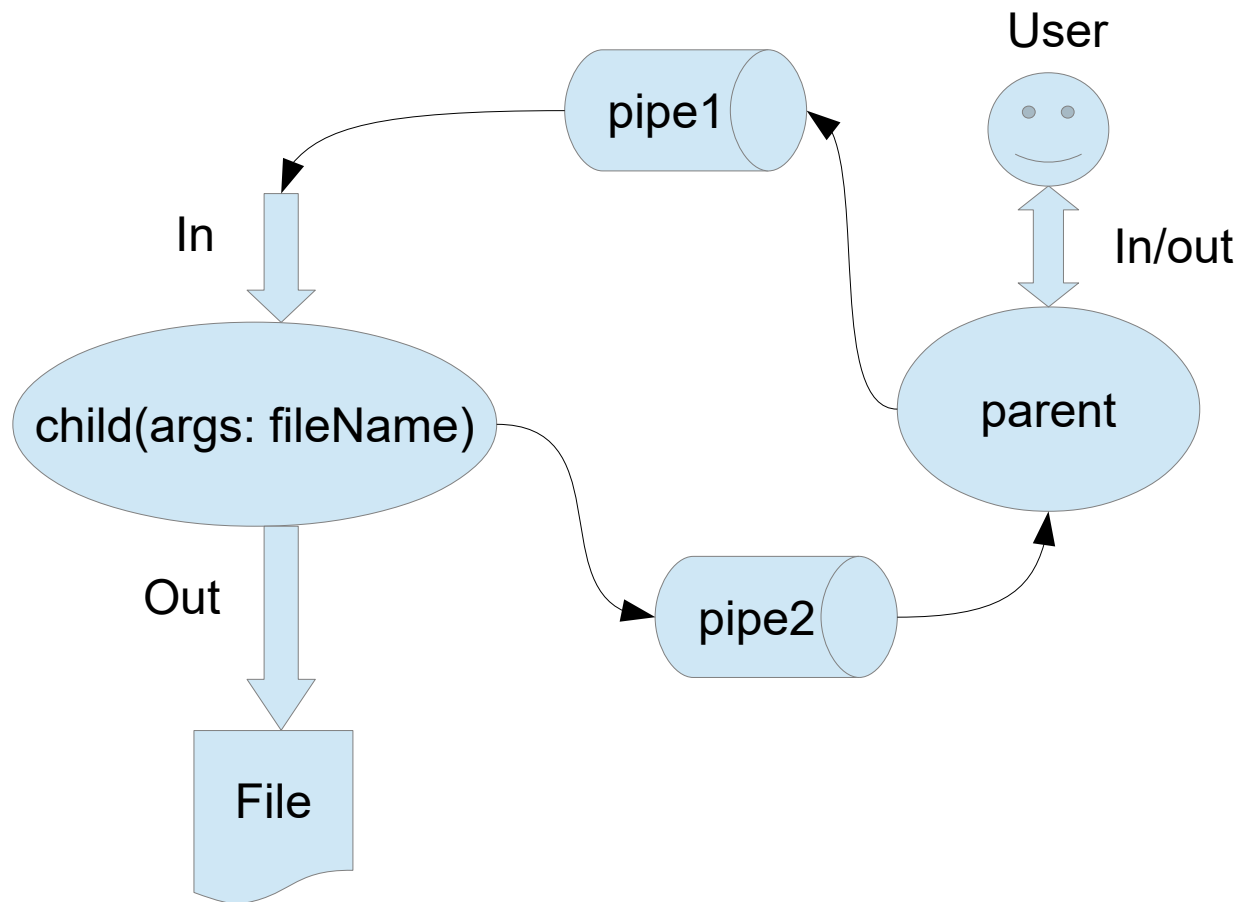 User
pipe1
In
In/out
child(args: fileName)
parent
Out
pipe2
File